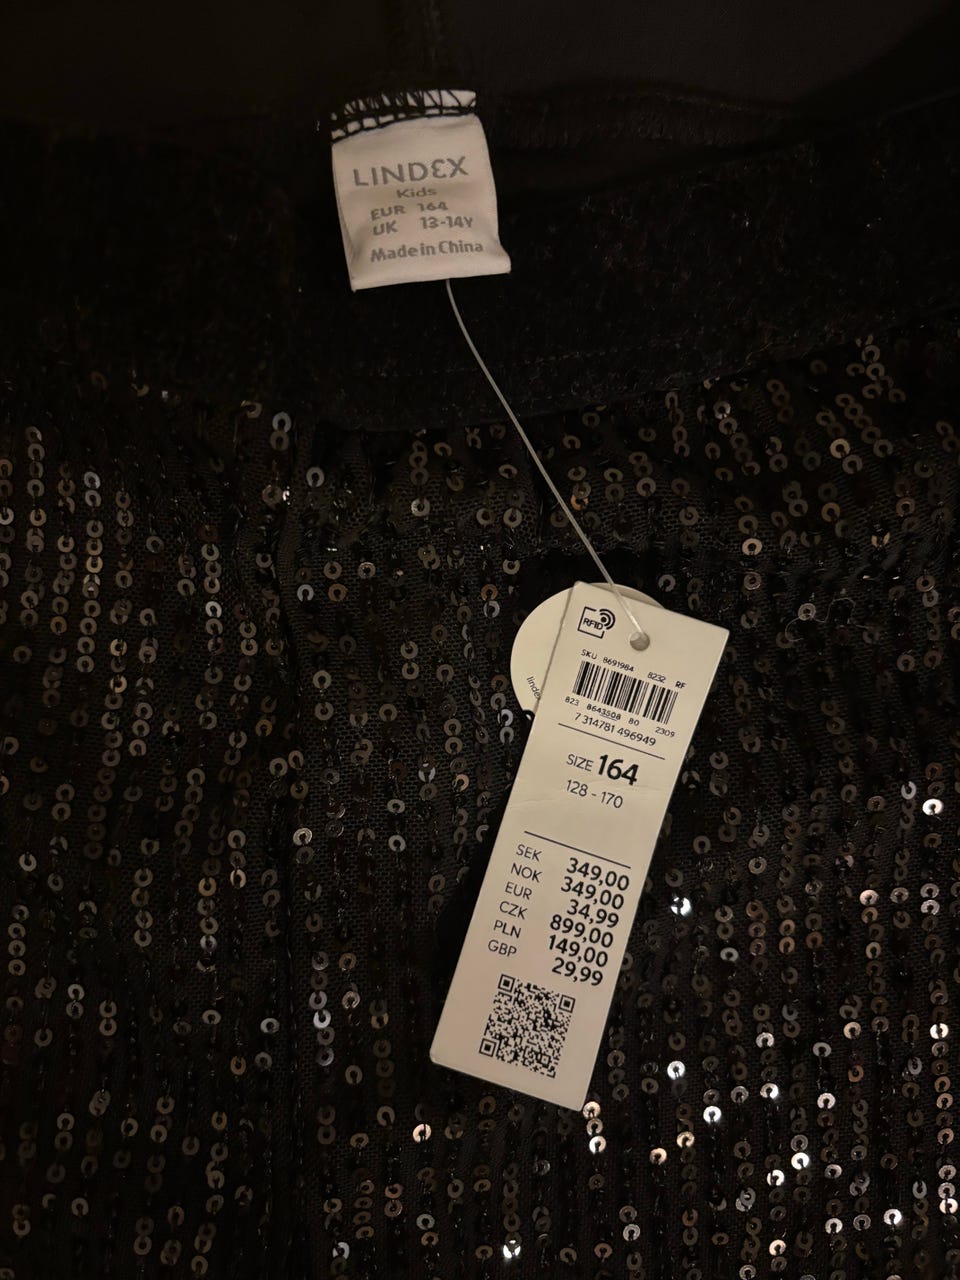 LINDEX
Kids
EUR 164
UK 13-14Y
Made in China
RFID
SKU 8691984 8232 RF
823 8643508 80 2309
7 314781 496949
lindex
SIZE 164
128 - 170
SEK 349,00
NOK 349,00
EUR 34,99
CZK 899,00
PLN 149,00
GBP 29,99